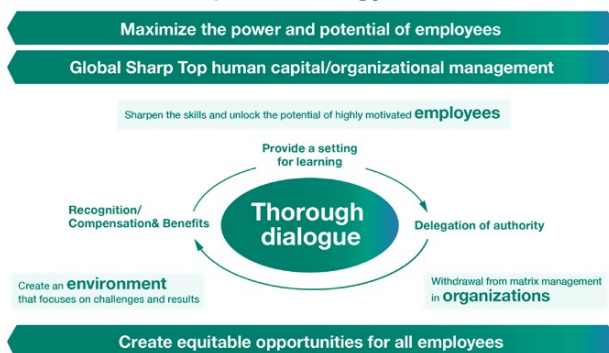 Maximize the power and potential of employees
Global Sharp Top human capital/organizational management
Sharpen the skills and unlock the potential of highly motivated employees
Provide a setting
for learning
Recognition/
Compensation& Benefits
Thorough
dialogue
Delegation of authority
Create an environment
that focuses on challenges and results
Withdrawal from matrix management
in organizations
Create equitable opportunities for all employees